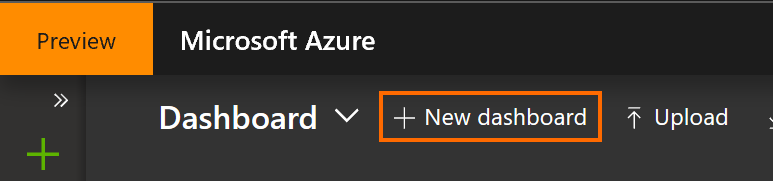 Preview
Microsoft Azure
Dashboard
New dashboard
Upload